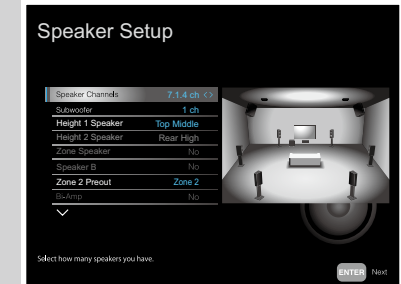 Speaker Setup
Speaker Channels 7.1.4 ch <>
Subwoofer 1 ch
Height 1 Speaker Top Middle
Height 2 Speaker Rear High
Zone Speaker No
Speaker B No
Zone 2 Preout Zone 2
Bi-Amp No
Select how many speakers you have.
ENTER Next